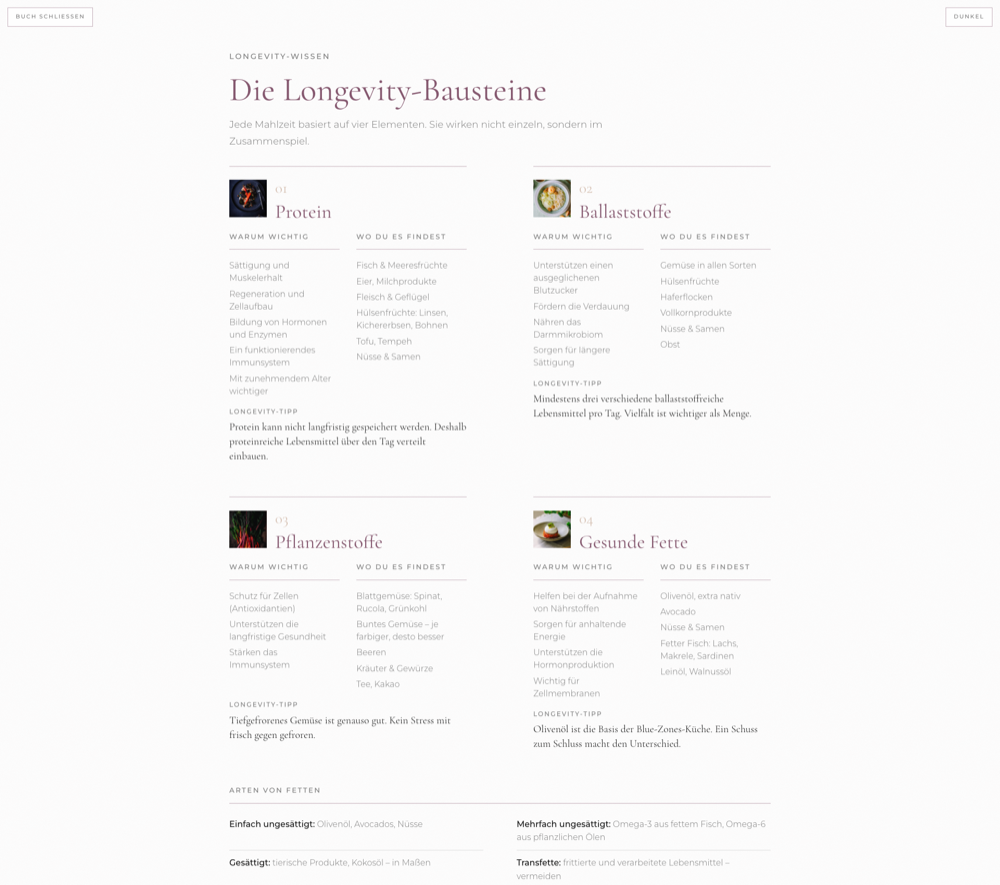 BUCH SCHLIESSEN
DUNKEL
LONGEVITY-WISSEN
Die Longevity-Bausteine
Jede Mahlzeit basiert auf vier Elementen. Sie wirken nicht einzeln, sondern im
Zusammenspiel.
01
Protein
WARUM WICHTIG
Sättigung und
Muskelerhalt
Regeneration und
Zellaufbau
Bildung von Hormonen
und Enzymen
Ein funktionierendes
Immunsystem
Mit zunehmendem Alter
wichtiger
WO DU ES FINDEST
Fisch & Meeresfrüchte
Eier, Milchprodukte
Fleisch & Geflügel
Hülsenfrüchte: Linsen,
Kichererbsen, Bohnen
Tofu, Tempeh
Nüsse & Samen
LONGEVITY-TIPP
Protein kann nicht langfristig gespeichert werden. Deshalb
proteinreiche Lebensmittel über den Tag verteilt
einbauen.
02
Ballaststoffe
WARUM WICHTIG
Unterstützen einen
ausgeglichenen
Blutzucker
Fördern die Verdauung
Nähren das
Darmmikrobiom
Sorgen für längere
Sättigung
WO DU ES FINDEST
Gemüse in allen Sorten
Hülsenfrüchte
Haferflocken
Vollkornprodukte
Nüsse & Samen
Obst
LONGEVITY-TIPP
Mindestens drei verschiedene ballaststoffreiche
Lebensmittel pro Tag. Vielfalt ist wichtiger als Menge.
03
Pflanzenstoffe
WARUM WICHTIG
Schutz für Zellen
(Antioxidantien)
Unterstützen die
langfristige Gesundheit
Stärken das
Immunsystem
WO DU ES FINDEST
Blattgemüse: Spinat,
Rucola, Grünkohl
Buntes Gemüse – je
farbiger, desto besser
Beeren
Kräuter & Gewürze
Tee, Kakao
LONGEVITY-TIPP
Tiefgefrorenes Gemüse ist genauso gut. Kein Stress mit
frisch gegen gefroren.
04
Gesunde Fette
WARUM WICHTIG
Helfen bei der Aufnahme
von Nährstoffen
Sorgen für anhaltende
Energie
Unterstützen die
Hormonproduktion
Wichtig für
Zellmembranen
WO DU ES FINDEST
Olivenöl, extra nativ
Avocado
Nüsse & Samen
Fetter Fisch: Lachs,
Makrele, Sardinen
Leinöl, Walnussöl
LONGEVITY-TIPP
Olivenöl ist die Basis der Blue-Zones-Küche. Ein Schuss
zum Schluss macht den Unterschied.
ARTEN VON FETTEN
Einfach ungesättigt: Olivenöl, Avocados, Nüsse
Mehrfach ungesättigt: Omega-3 aus fettem Fisch, Omega-6
aus pflanzlichen Ölen
Gesättigt: tierische Produkte, Kokosöl – in Maßen
Transfette: frittierte und verarbeitete Lebensmittel –
vermeiden